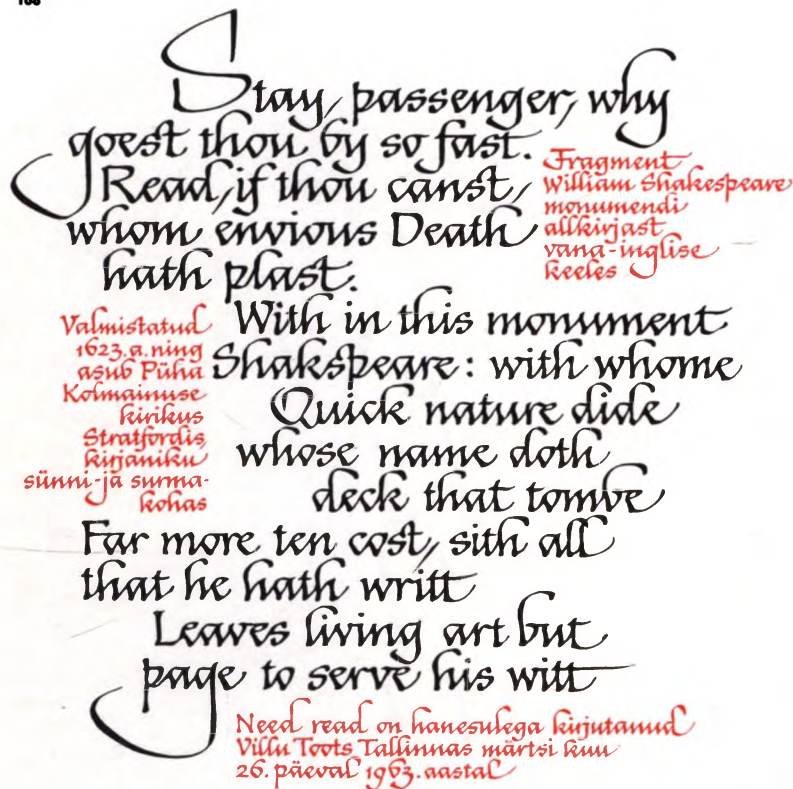 188
Stay, passenger, why
goest thou by so fast.
Read, if thou canst,
whom envious Death
hath plast.
Fragment
William Shakespeare
monumendi
allkirjast
vana-inglise
keeles
With in this monument
Shakspeare: with whome
Quick nature dide
whose name doth
deck that tombe
Valmistatud
1623. a. ning
asub Püha
Kolmainuse
kirikus
Stratfordis,
kirjaniku
sünni-ja surma-
kohas
Far more ten cost, sith all
that he hath writt
Leaves living art but
page to serve his witt
Need read on hanesulega kirjutanud
Villu Toots Tallinnas märtsi kuu
26. päeval 1963. aastal